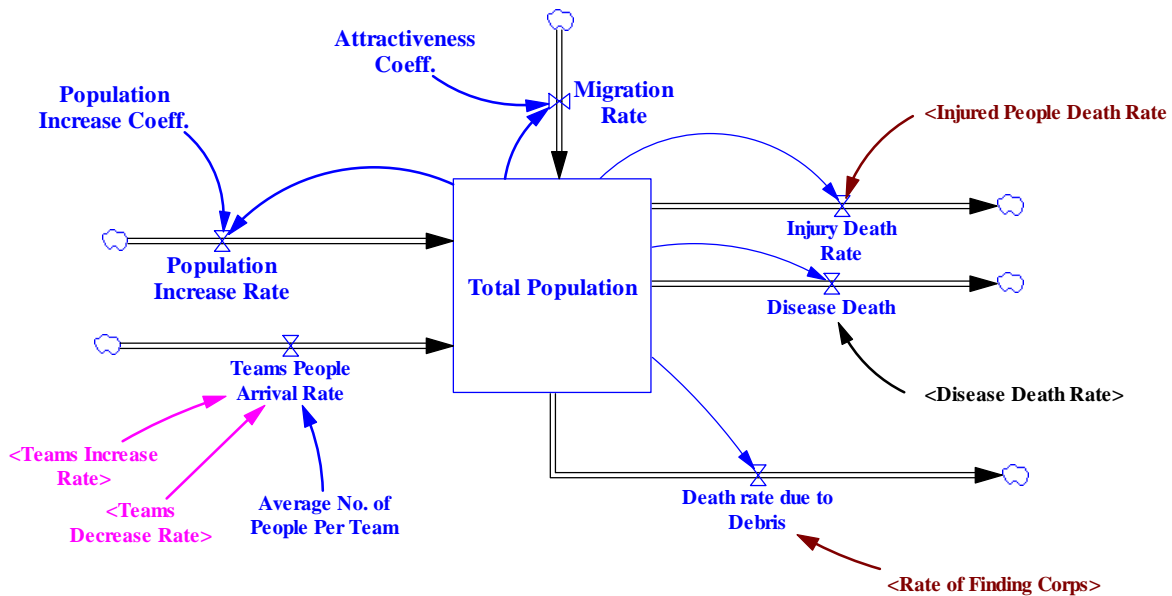 Attractiveness
Coeff.
Population
Increase Coeff.
Migration
Rate
<Injured People Death Rate
Injury Death
Rate
Population
Increase Rate
Total Population
Disease Death
Teams People
Arrival Rate
<Disease Death Rate>
<Teams Increase
Rate>
<Teams
Decrease Rate>
Average No. of
People Per Team
Death rate due to
Debris
<Rate of Finding Corps>